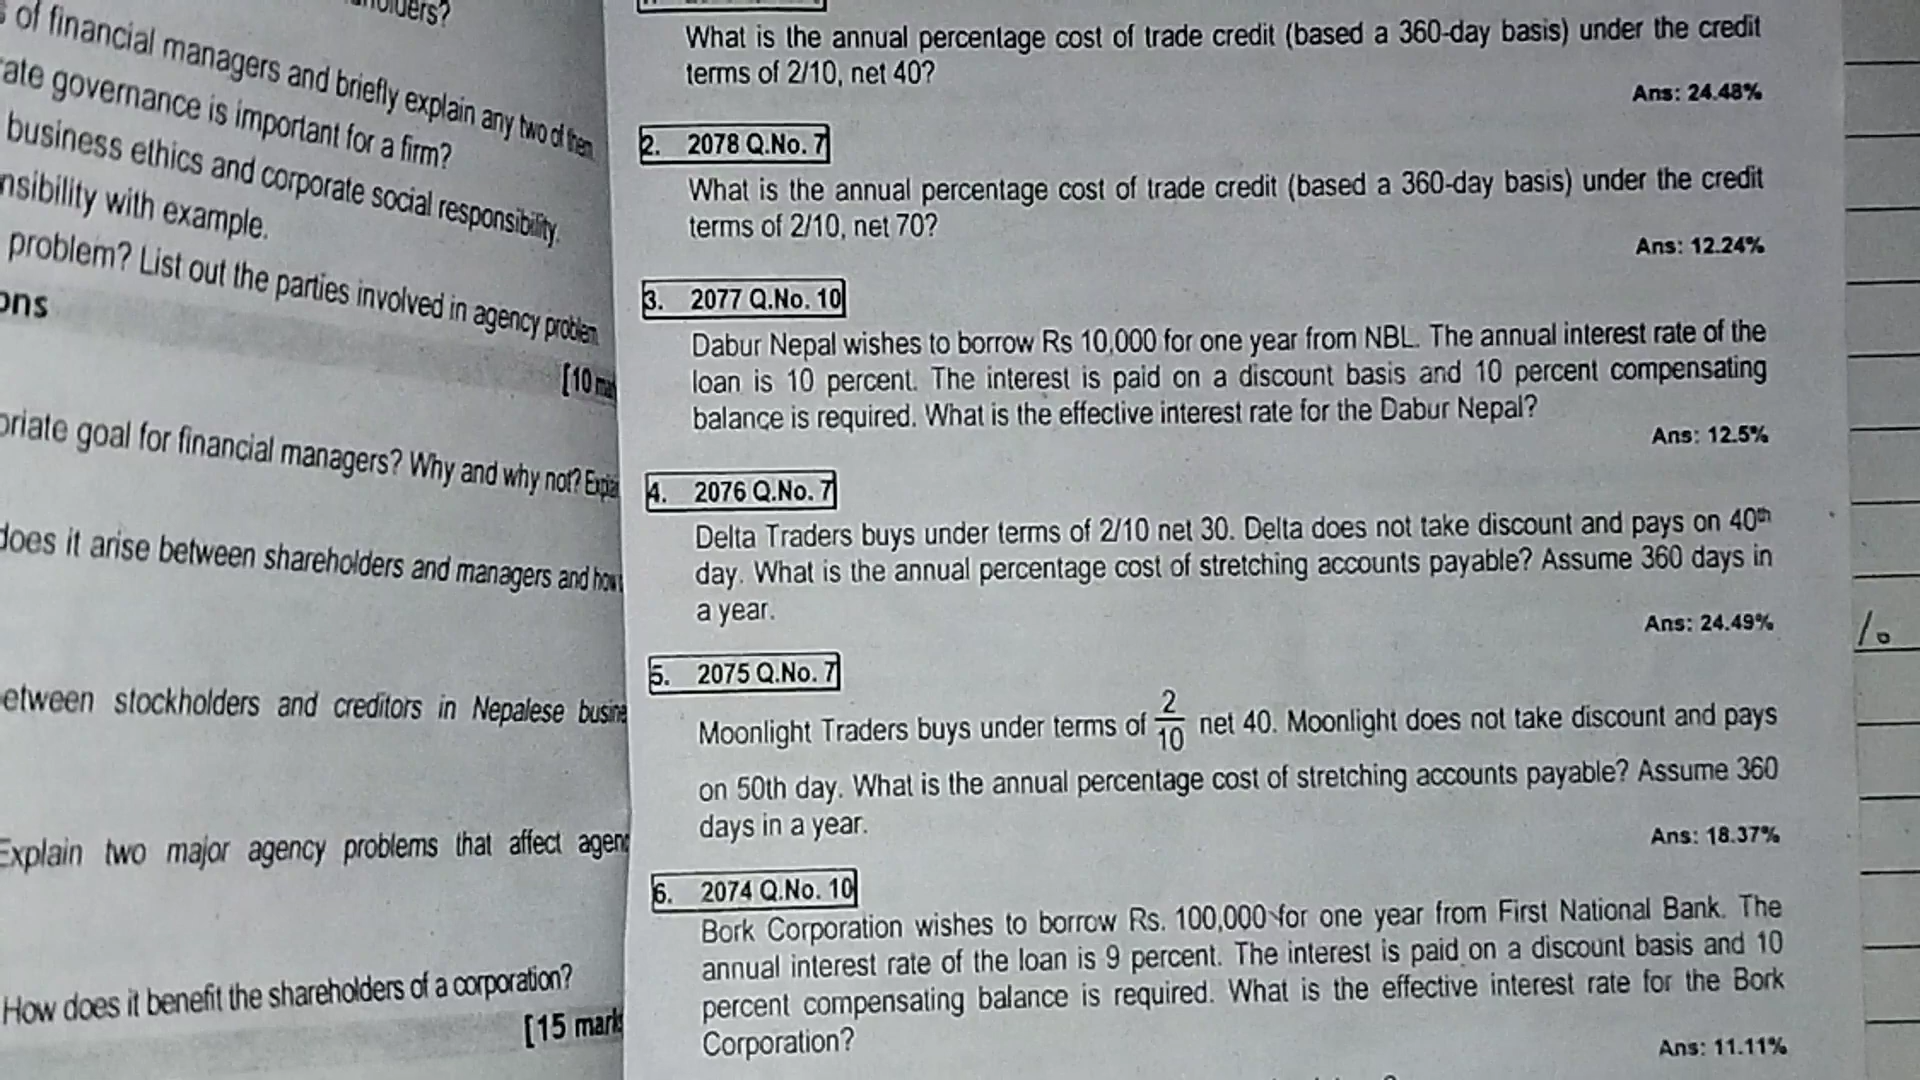 of financial managers and briefly explain any two of them
ate governance is important for a firm?
business ethics and corporate social responsibility.
nsibility with example.
problem? List out the parties involved in agency problem.
ons
[10
priate goal for financial managers? Why and why not?
does it arise between shareholders and managers and how
etween stockholders and creditors in Nepalese
Explain two major agency problems that affect
How does it benefit the shareholders of a corporation?
[15 marks
What is the annual percentage cost of trade credit (based a 360-day basis) under the credit
terms of 2/10, net 40?
Ans: 24.48%
2. 2078 Q.No. 7
What is the annual percentage cost of trade credit (based a 360-day basis) under the credit
terms of 2/10, net 70?
Ans: 12.24%
3. 2077 Q.No. 10
Dabur Nepal wishes to borrow Rs 10,000 for one year from NBL. The annual interest rate of the
loan is 10 percent. The interest is paid on a discount basis and 10 percent compensating
balance is required. What is the effective interest rate for the Dabur Nepal?
Ans: 12.5%
4. 2076 Q.No. 7
Delta Traders buys under terms of 2/10 net 30. Delta does not take discount and pays on 40th
day. What is the annual percentage cost of stretching accounts payable? Assume 360 days in
a year.
Ans: 24.49%
5. 2075 Q.No. 7
Moonlight Traders buys under terms of 2/10 net 40. Moonlight does not take discount and pays
on 50th day. What is the annual percentage cost of stretching accounts payable? Assume 360
days in a year.
Ans: 18.37%
6. 2074 Q.No. 10
Bork Corporation wishes to borrow Rs. 100,000 for one year from First National Bank. The
annual interest rate of the loan is 9 percent. The interest is paid on a discount basis and 10
percent compensating balance is required. What is the effective interest rate for the Bork
Corporation?
Ans: 11.11%